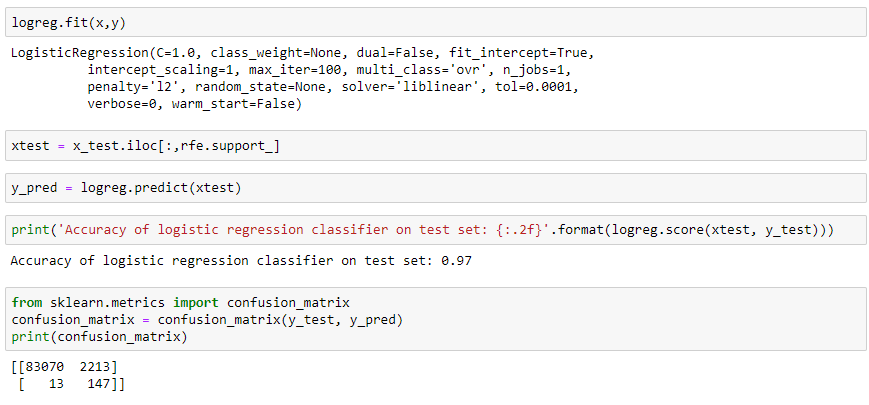 logreg.fit(x,y)
LogisticRegression(C=1.0, class_weight=None, dual=False, fit_intercept=True,
          intercept_scaling=1, max_iter=100, multi_class='ovr', n_jobs=1,
          penalty='l2', random_state=None, solver='liblinear', tol=0.0001,
          verbose=0, warm_start=False)
xtest = x_test.iloc[:,rfe.support_]
y_pred = logreg.predict(xtest)
print('Accuracy of logistic regression classifier on test set: {:.2f}'.format(logreg.score(xtest, y_test)))
Accuracy of logistic regression classifier on test set: 0.97
from sklearn.metrics import confusion_matrix
confusion_matrix = confusion_matrix(y_test, y_pred)
print(confusion_matrix)
[[83070  2213]
 [   13   147]]